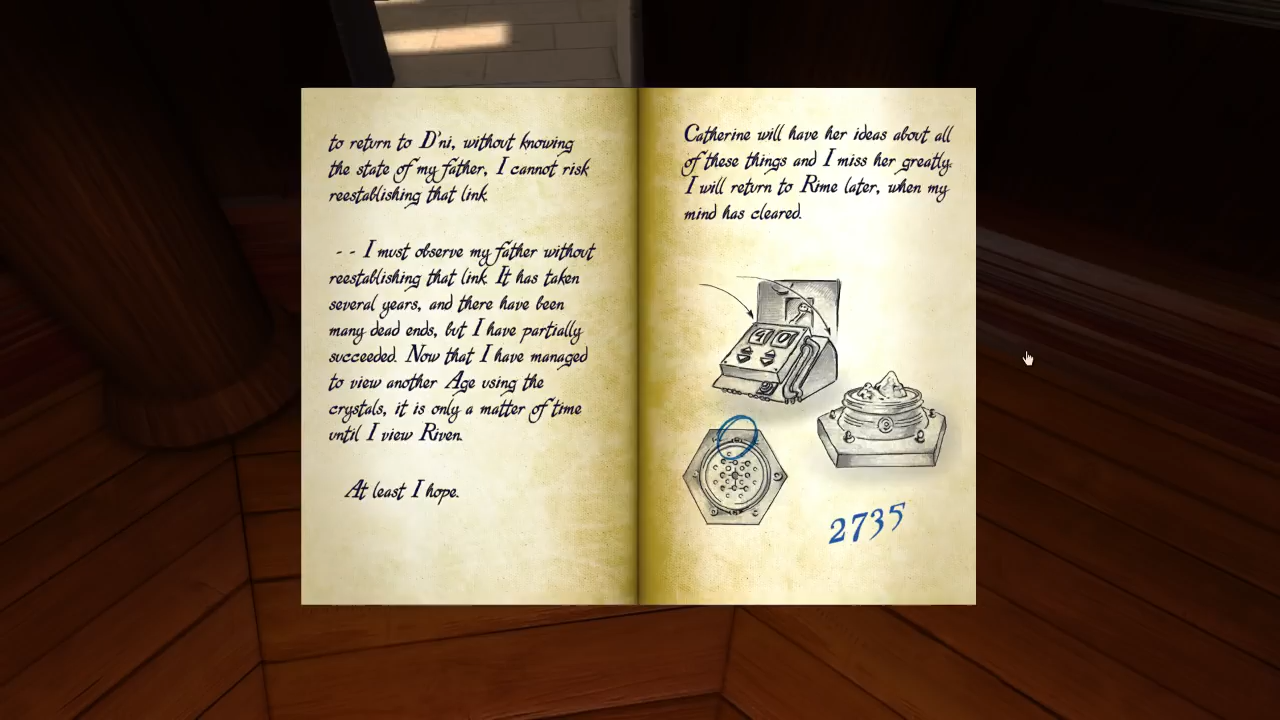 to return to D'ni, without knowing
the state of my father, I cannot risk
reestablishing that link.
- - I must observe my father without
reestablishing that link. It has taken
several years, and there have been
many dead ends, but I have partially
succeeded. Now that I have managed
to view another Age using the
crystals, it is only a matter of time
until I view Riven.
At least I hope.
Catherine will have her ideas about all
of these things and I miss her greatly.
I will return to Rime later, when my
mind has cleared.
40
2735